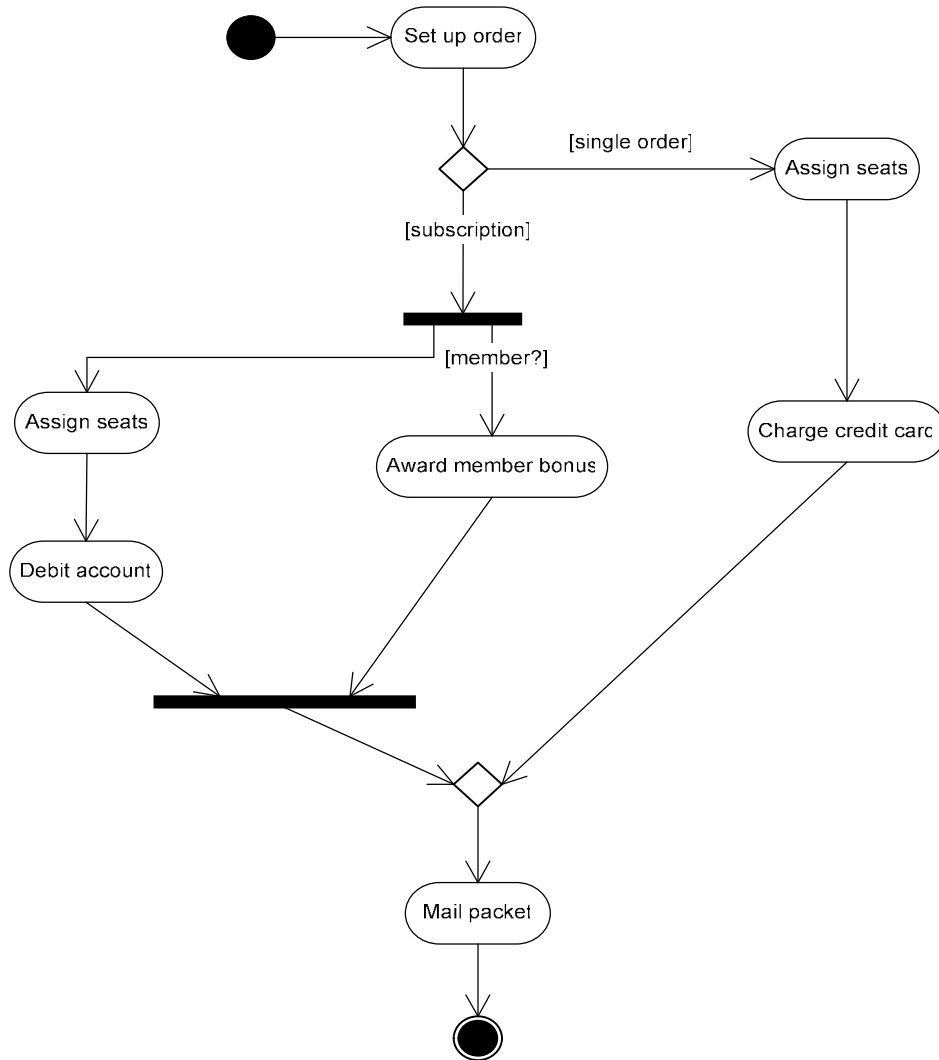 Set up order
[single order]
Assign seats
[subscription]
[member?]
Assign seats
Charge credit card
Award member bonus
Debit account
Mail packet